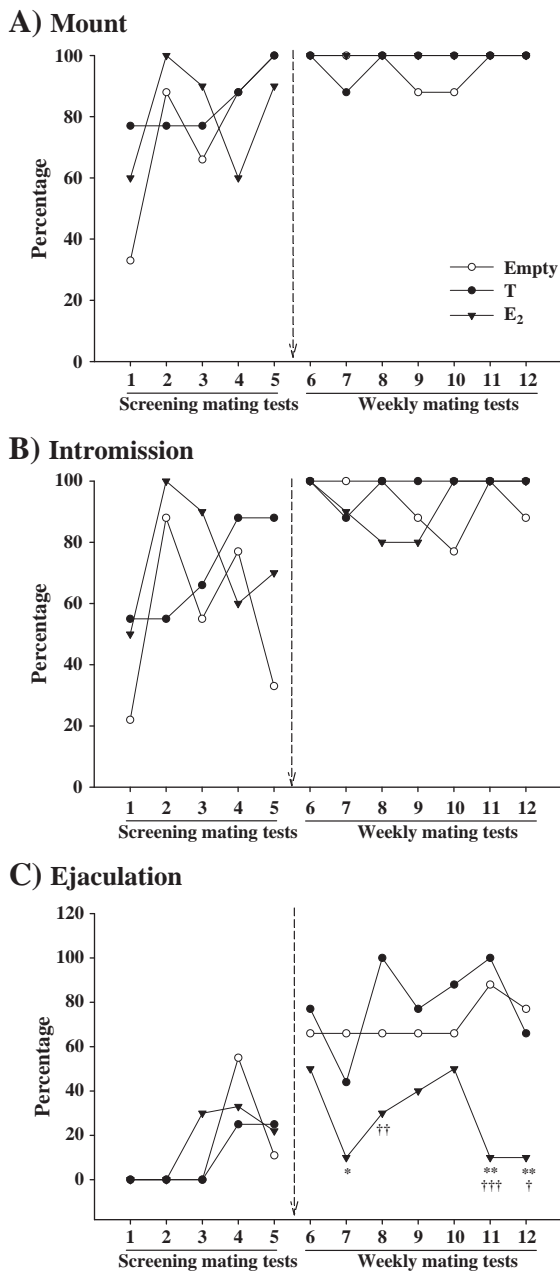 A) Mount
100
80
60
40
20
0
Percentage
Empty
T
E₂
1 2 3 4 5 6 7 8 9 10 11 12
Screening mating tests Weekly mating tests
B) Intromission
100
80
60
40
20
0
Percentage
1 2 3 4 5 6 7 8 9 10 11 12
Screening mating tests Weekly mating tests
C) Ejaculation
120
100
80
60
40
20
0
Percentage
††
* ** **
††† †
1 2 3 4 5 6 7 8 9 10 11 12
Screening mating tests Weekly mating tests